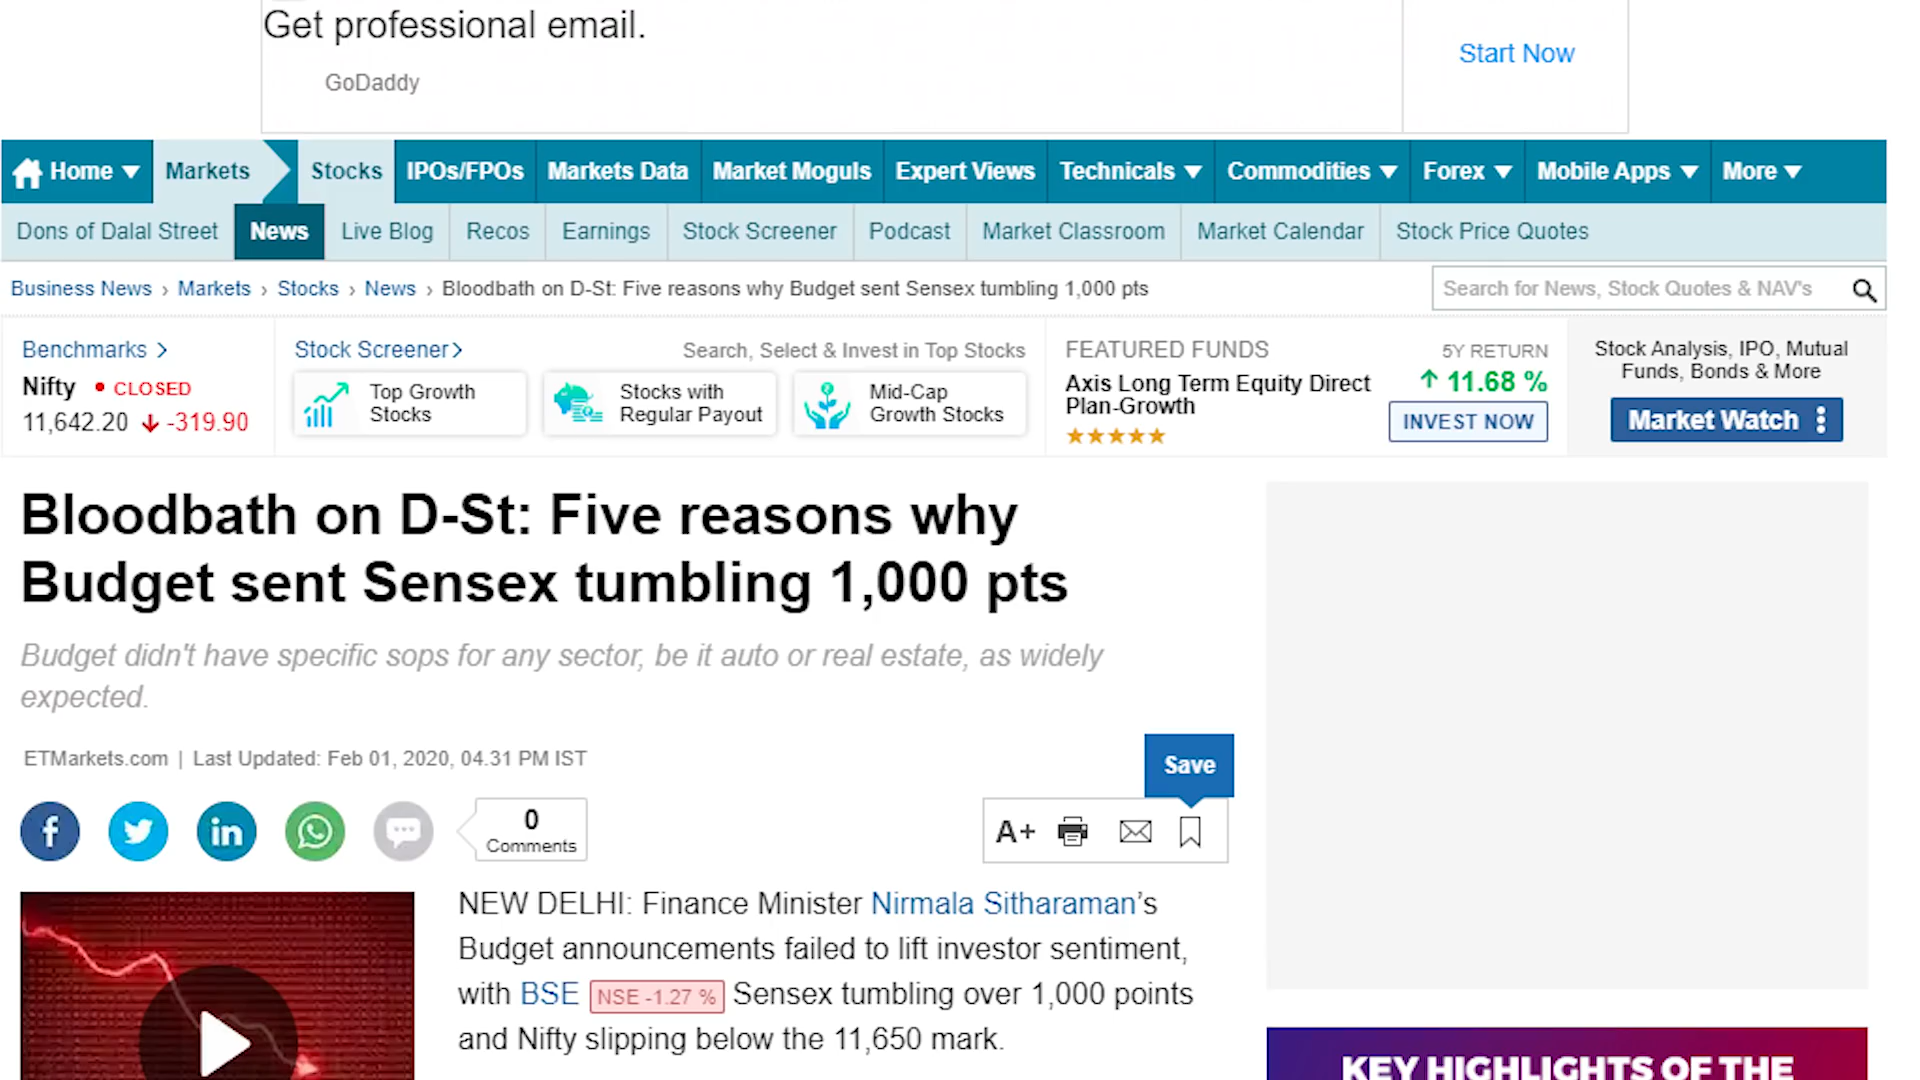 Get professional email.
GoDaddy
Start Now
Home Markets Stocks IPOs/FPOs Markets Data Market Moguls Expert Views Technicals Commodities Forex Mobile Apps More
Dons of Dalal Street News Live Blog Recos Earnings Stock Screener Podcast Market Classroom Market Calendar Stock Price Quotes
Business News › Markets › Stocks › News › Bloodbath on D-St: Five reasons why Budget sent Sensex tumbling 1,000 pts
Search for News, Stock Quotes & NAV's
Benchmarks >
Nifty • CLOSED
11,642.20 ↓ -319.90
Stock Screener >
Search, Select & Invest in Top Stocks
Top Growth
Stocks
Stocks with
Regular Payout
Mid-Cap
Growth Stocks
FEATURED FUNDS
Axis Long Term Equity Direct
Plan-Growth
★★★★★
5Y RETURN
↑ 11.68 %
INVEST NOW
Stock Analysis, IPO, Mutual
Funds, Bonds & More
Market Watch
Bloodbath on D-St: Five reasons why
Budget sent Sensex tumbling 1,000 pts
Budget didn't have specific sops for any sector, be it auto or real estate, as widely
expected.
ETMarkets.com | Last Updated: Feb 01, 2020, 04.31 PM IST
Save
0
Comments
A+
NEW DELHI: Finance Minister Nirmala Sitharaman’s
Budget announcements failed to lift investor sentiment,
with BSE NSE -1.27 % Sensex tumbling over 1,000 points
and Nifty slipping below the 11,650 mark.
KEY HIGHLIGHTS OF THE